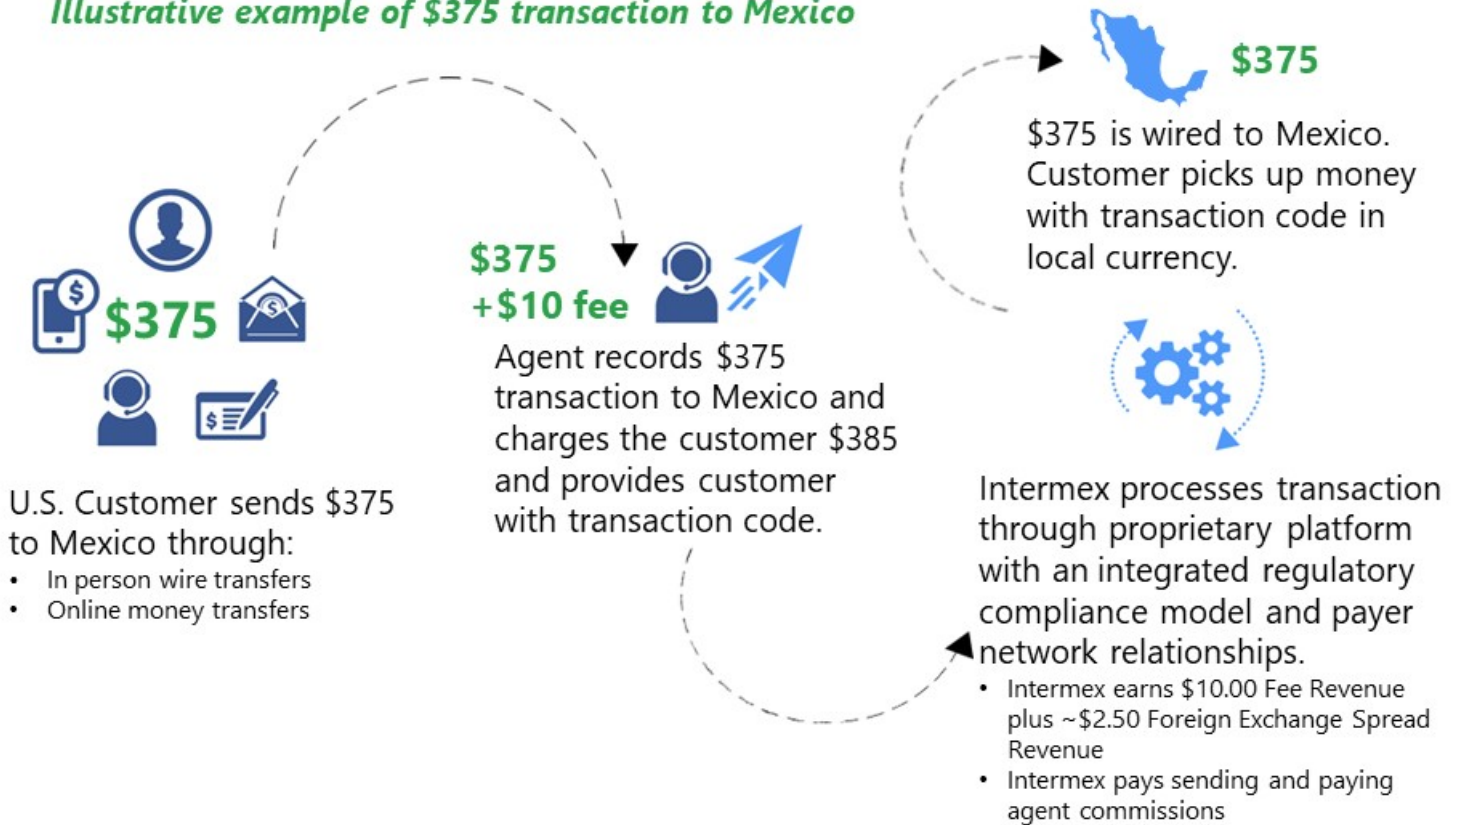 Illustrative example of $375 transaction to Mexico
$
$375
$
$
U.S. Customer sends $375
to Mexico through:
• In person wire transfers
• Online money transfers
$375
+$10 fee
Agent records $375
transaction to Mexico and
charges the customer $385
and provides customer
with transaction code.
Intermex processes transaction
through proprietary platform
with an integrated regulatory
compliance model and payer
network relationships.
• Intermex earns $10.00 Fee Revenue
plus ~$2.50 Foreign Exchange Spread
Revenue
• Intermex pays sending and paying
agent commissions
$375
$375 is wired to Mexico.
Customer picks up money
with transaction code in
local currency.